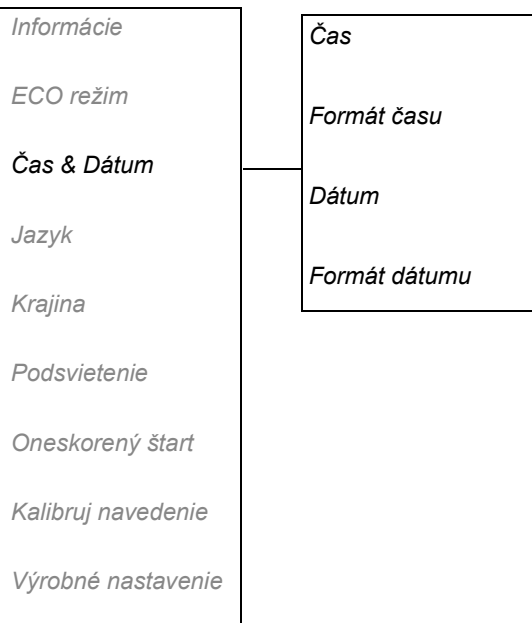 Informácie
ECO režim
Čas & Dátum
Jazyk
Krajina
Podsvietenie
Oneskorený štart
Kalibruj navedenie
Výrobné nastavenie
Čas
Formát času
Dátum
Formát dátumu